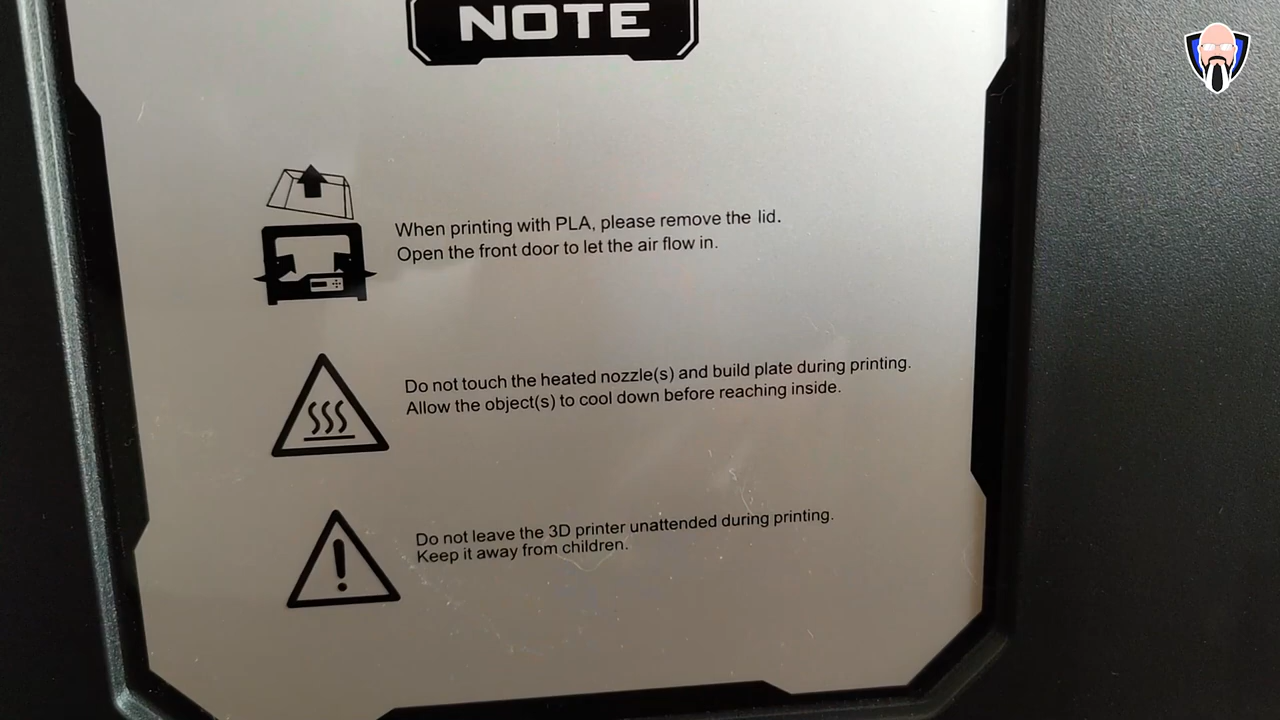 NOTE
When printing with PLA, please remove the lid.
Open the front door to let the air flow in.
Do not touch the heated nozzle(s) and build plate during printing.
Allow the object(s) to cool down before reaching inside.
Do not leave the 3D printer unattended during printing.
Keep it away from children.